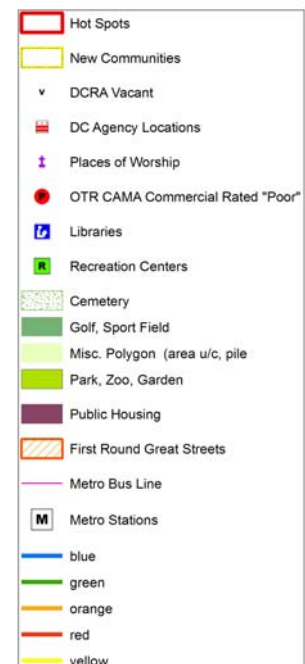 Hot Spots
New Communities
v DCRA Vacant
DC Agency Locations
Places of Worship
P OTR CAMA Commercial Rated "Poor"
Libraries
R Recreation Centers
Cemetery
Golf, Sport Field
Misc. Polygon (area u/c, pile
Park, Zoo, Garden
Public Housing
First Round Great Streets
Metro Bus Line
M Metro Stations
blue
green
orange
red
yellow